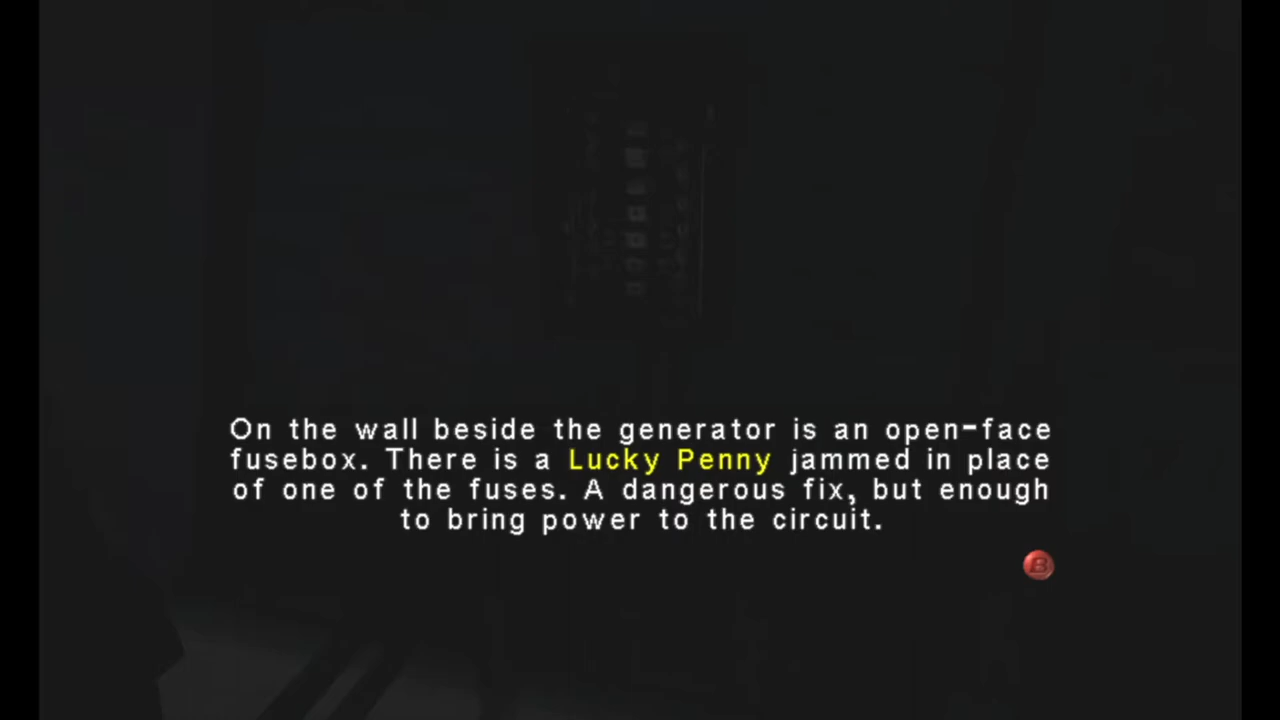 On the wall beside the generator is an open-face
fusebox. There is a Lucky Penny jammed in place
of one of the fuses. A dangerous fix, but enough
to bring power to the circuit.
B